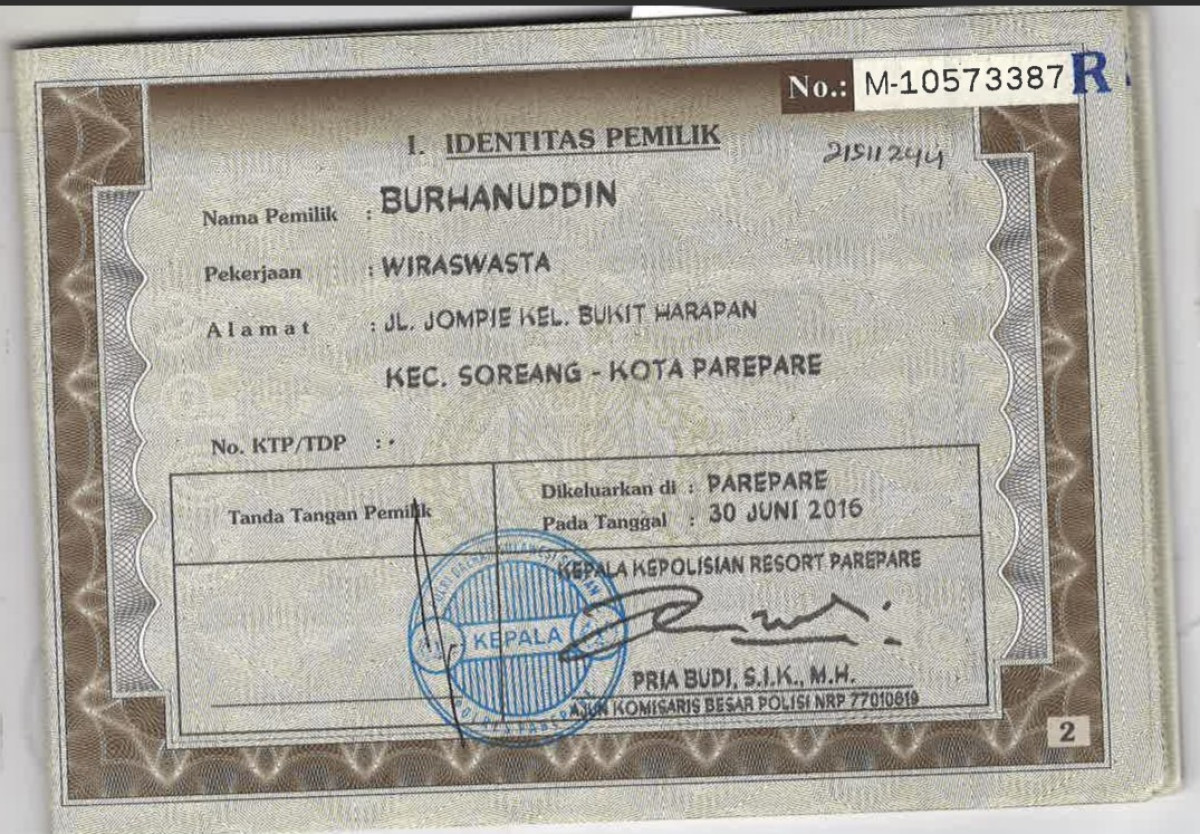 No.: M-10573387 R
I. IDENTITAS PEMILIK
Nama Pemilik : BURHANUDDIN
Pekerjaan : WIRASWASTA
Alamat : JL. JOMPIE KEL. BUKIT HARAPAN
KEC. SOREANG - KOTA PAREPARE
No. KTP/TDP : -
Tanda Tangan Pemilik
Dikeluarkan di : PAREPARE
Pada Tanggal : 30 JUNI 2016
KEPALA KEPOLISIAN RESORT PAREPARE
KEPALA
PRIA BUDI, S.I.K., M.H.
AJUN KOMISARIS BESAR POLISI NRP 77010619
2